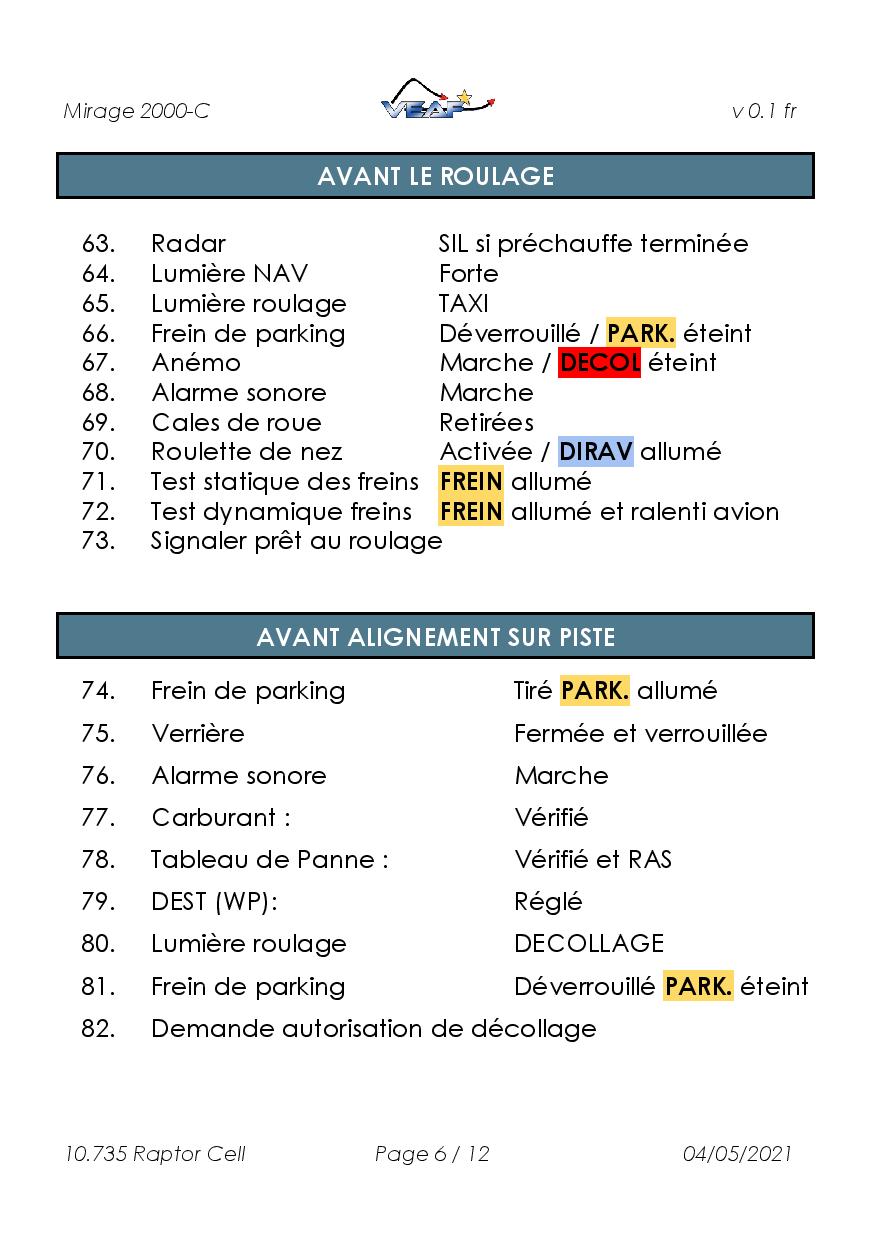 Mirage 2000-C VEAF v 0.1 fr
AVANT LE ROULAGE
63. Radar SIL si préchauffe terminée
64. Lumière NAV Forte
65. Lumière roulage TAXI
66. Frein de parking Déverrouillé / PARK. éteint
67. Anémo Marche / DECOL éteint
68. Alarme sonore Marche
69. Cales de roue Retirées
70. Roulette de nez Activée / DIRAV allumé
71. Test statique des freins FREIN allumé
72. Test dynamique freins FREIN allumé et ralenti avion
73. Signaler prêt au roulage
AVANT ALIGNEMENT SUR PISTE
74. Frein de parking Tiré PARK. allumé
75. Verrière Fermée et verrouillée
76. Alarme sonore Marche
77. Carburant : Vérifié
78. Tableau de Panne : Vérifié et RAS
79. DEST (WP): Réglé
80. Lumière roulage DECOLLAGE
81. Frein de parking Déverrouillé PARK. éteint
82. Demande autorisation de décollage
10.735 Raptor Cell Page 6 / 12 04/05/2021